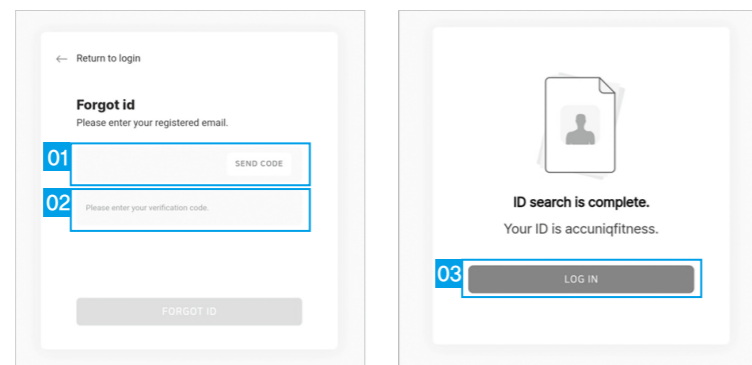 ← Return to login
Forgot id
Please enter your registered email.
01
SEND CODE
02
Please enter your verification code.
FORGOT ID
ID search is complete.
Your ID is accuniqfitness.
03
LOG IN